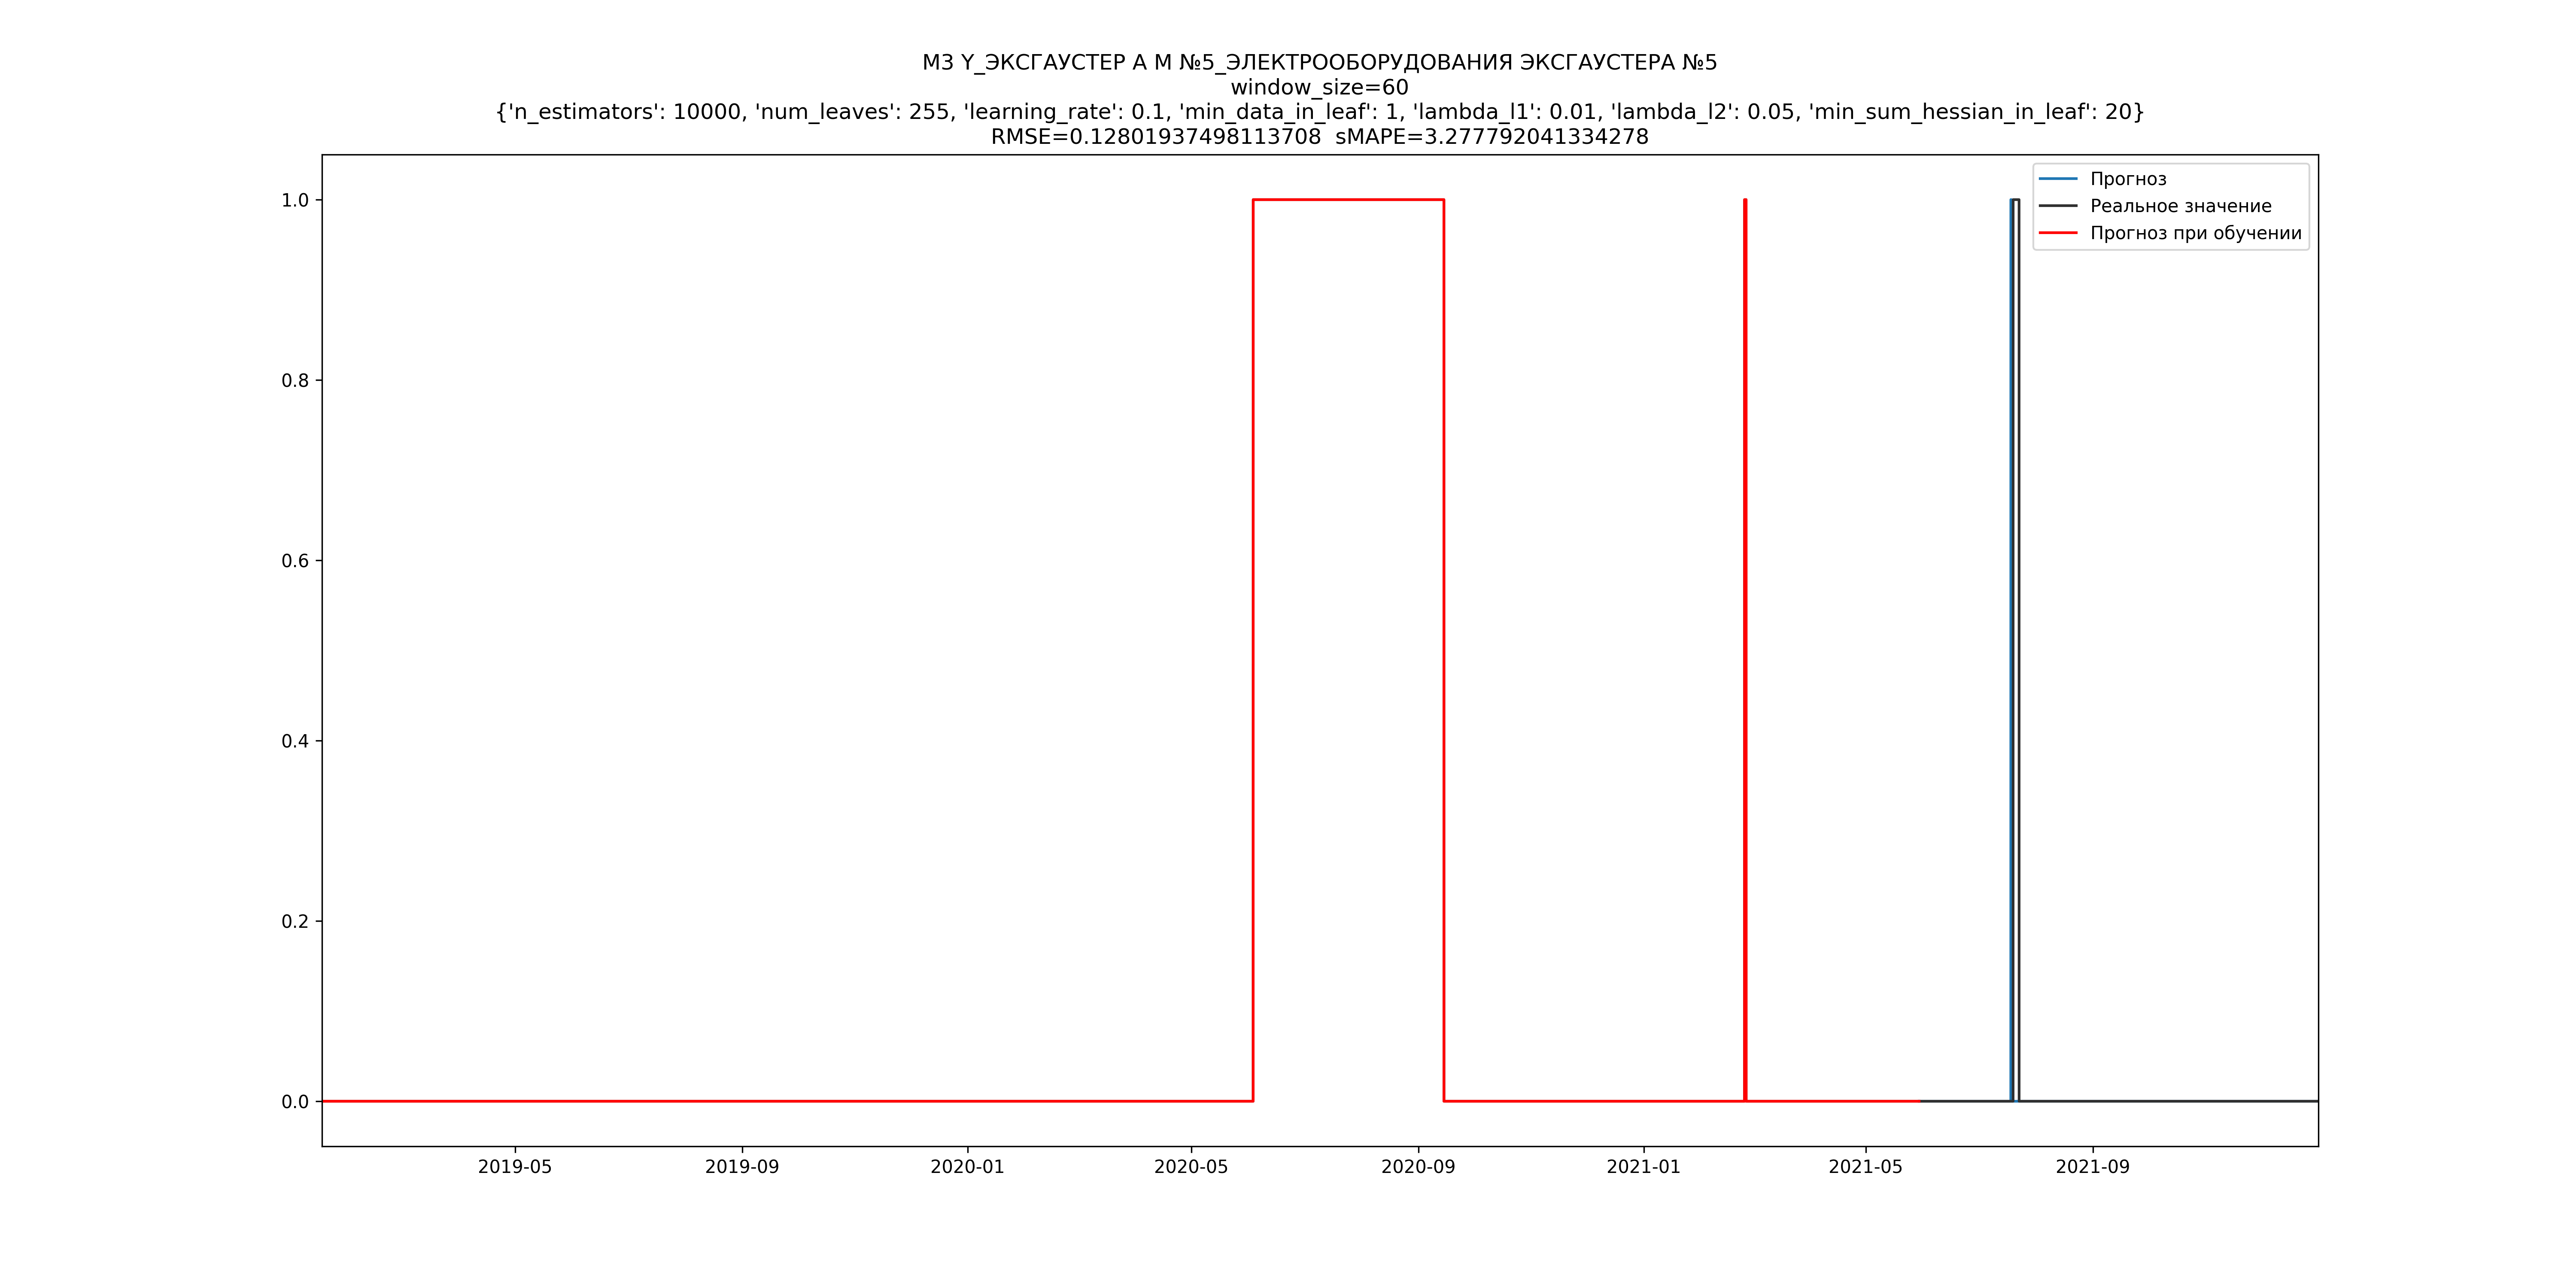 М3 Y_ЭКСГАУСТЕР А М №5_ЭЛЕКТРООБОРУДОВАНИЯ ЭКСГАУСТЕРА №5
window_size=60
{'n_estimators': 10000, 'num_leaves': 255, 'learning_rate': 0.1, 'min_data_in_leaf': 1, 'lambda_l1': 0.01, 'lambda_l2': 0.05, 'min_sum_hessian_in_leaf': 20}
RMSE=0.12801937498113708  sMAPE=3.277792041334278
Прогноз
Реальное значение
Прогноз при обучении
1.0
0.8
0.6
0.4
0.2
0.0
2019-05
2019-09
2020-01
2020-05
2020-09
2021-01
2021-05
2021-09